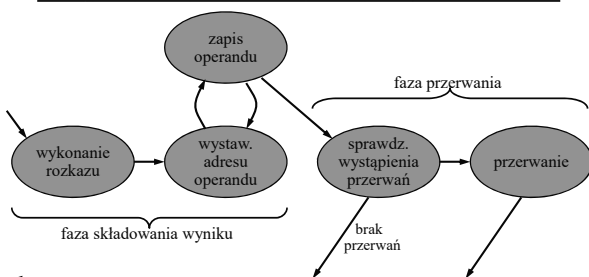 zapis
operandu
faza przerwania
wykonanie
rozkazu
wystaw.
adresu
operandu
sprawdz.
wystąpienia
przerwań
przerwanie
faza składowania wyniku
brak
przerwań